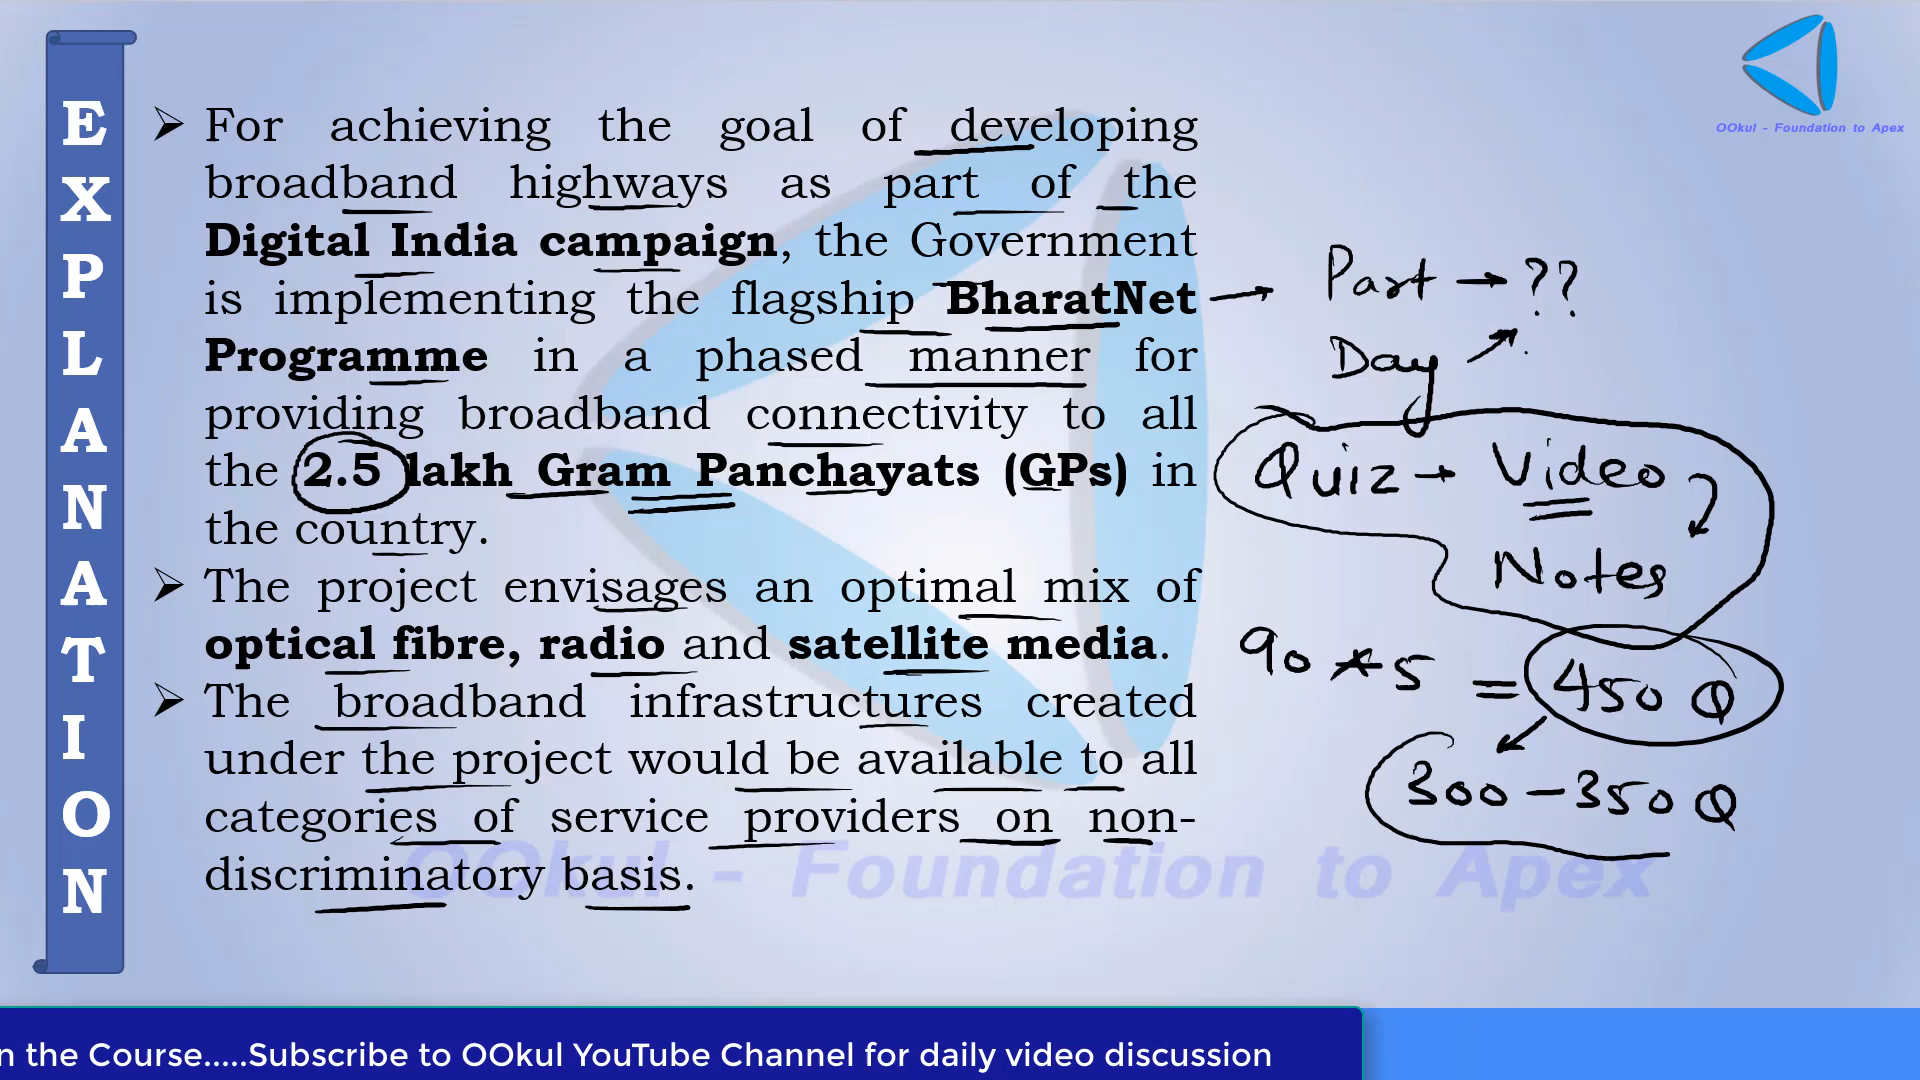 EXPLANATION
OOkul - Foundation to Apex
➢ For achieving the goal of developing
broadband highways as part of the
Digital India campaign, the Government
is implementing the flagship BharatNet
Programme in a phased manner for
providing broadband connectivity to all
the 2.5 lakh Gram Panchayats (GPs) in
the country.
➢ The project envisages an optimal mix of
optical fibre, radio and satellite media.
➢ The broadband infrastructures created
under the project would be available to all
categories of service providers on non-
discriminatory basis.
Part → ??
Day
Quiz → Video
Notes
90 * 5 = 450 Q
300 - 350 Q
OOkul - Foundation to Apex
n the Course.....Subscribe to OOkul YouTube Channel for daily video discussion